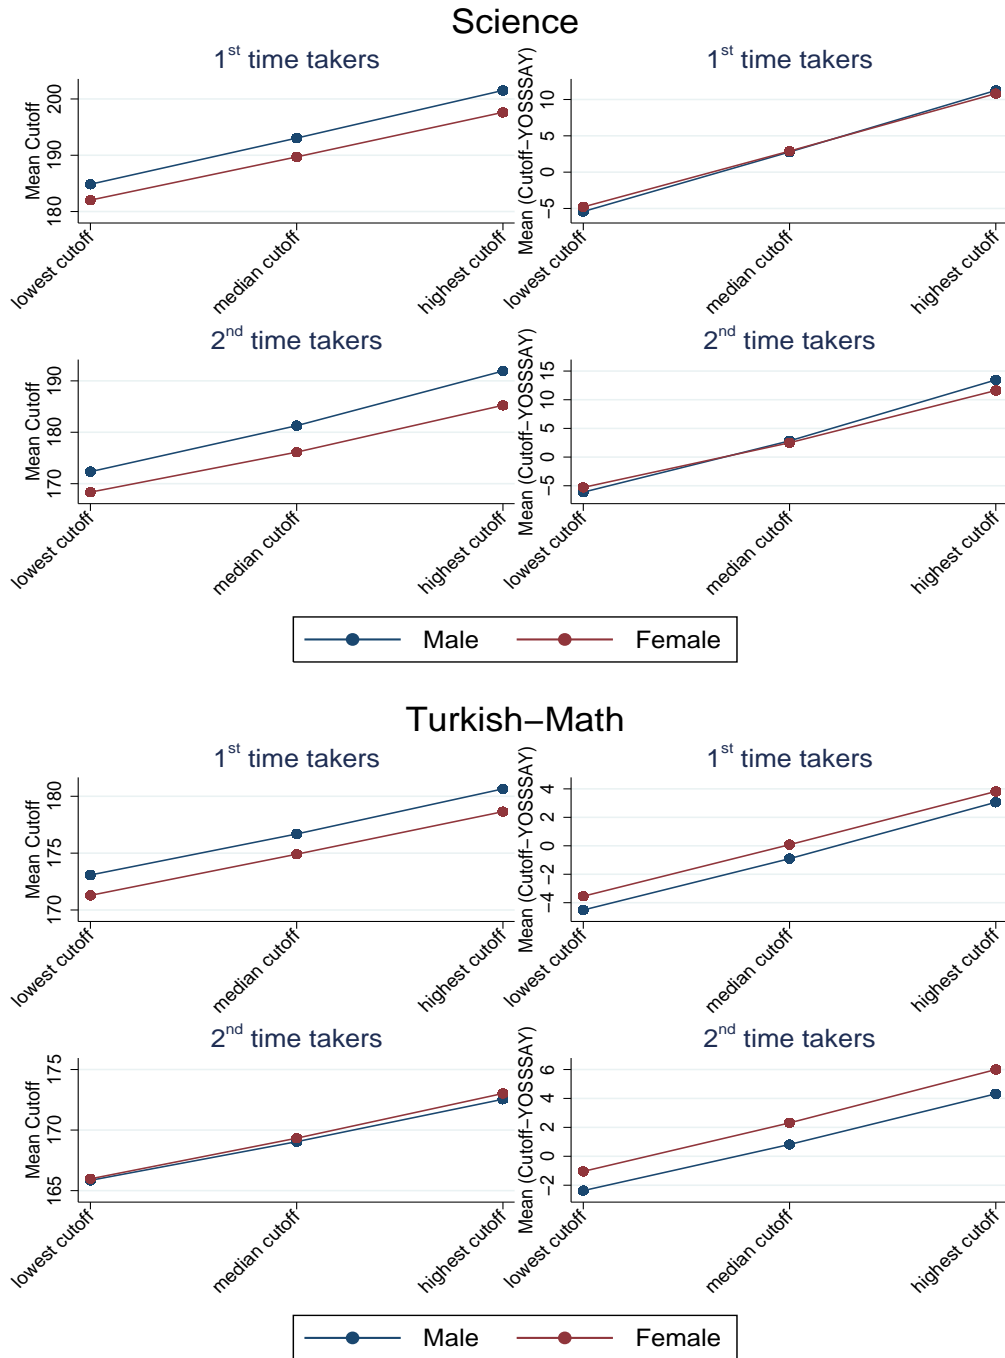 Science
1st time takers
Mean Cutoff
200
190
180
lowest cutoff
median cutoff
highest cutoff
1st time takers
Mean (Cutoff−YOSSSAY)
10
5
0
−5
lowest cutoff
median cutoff
highest cutoff
2nd time takers
Mean Cutoff
190
180
170
lowest cutoff
median cutoff
highest cutoff
2nd time takers
Mean (Cutoff−YOSSSAY)
15
10
5
0
−5
lowest cutoff
median cutoff
highest cutoff
Male Female
Turkish−Math
1st time takers
Mean Cutoff
180
175
170
lowest cutoff
median cutoff
highest cutoff
1st time takers
Mean (Cutoff−YOSSSAY)
4
2
0
−2
−4
lowest cutoff
median cutoff
highest cutoff
2nd time takers
Mean Cutoff
175
170
165
lowest cutoff
median cutoff
highest cutoff
2nd time takers
Mean (Cutoff−YOSSSAY)
6
4
2
0
−2
lowest cutoff
median cutoff
highest cutoff
Male Female